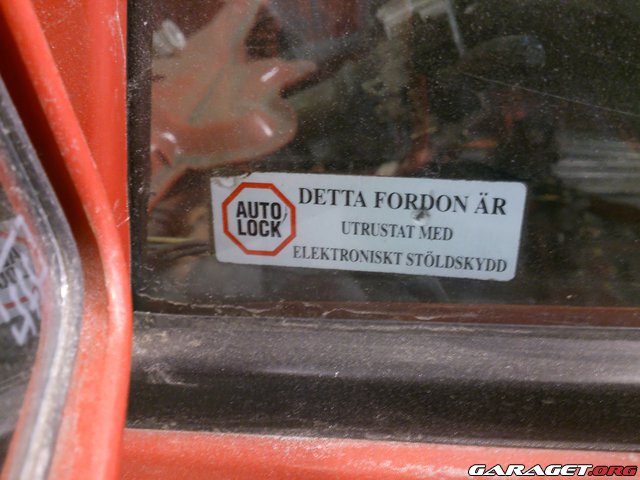 AUTO
LOCK
DETTA FORDON ÄR
UTRUSTAT MED
ELEKTRONISKT STÖLDSKYDD
GARAGET.ORG